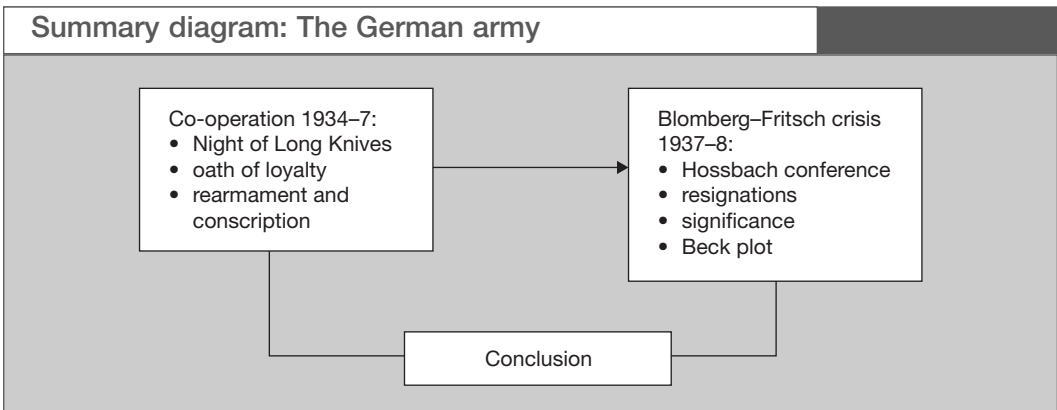 Summary diagram: The German army
Co-operation 1934–7:
• Night of Long Knives
• oath of loyalty
• rearmament and
conscription
Blomberg–Fritsch crisis
1937–8:
• Hossbach conference
• resignations
• significance
• Beck plot
Conclusion